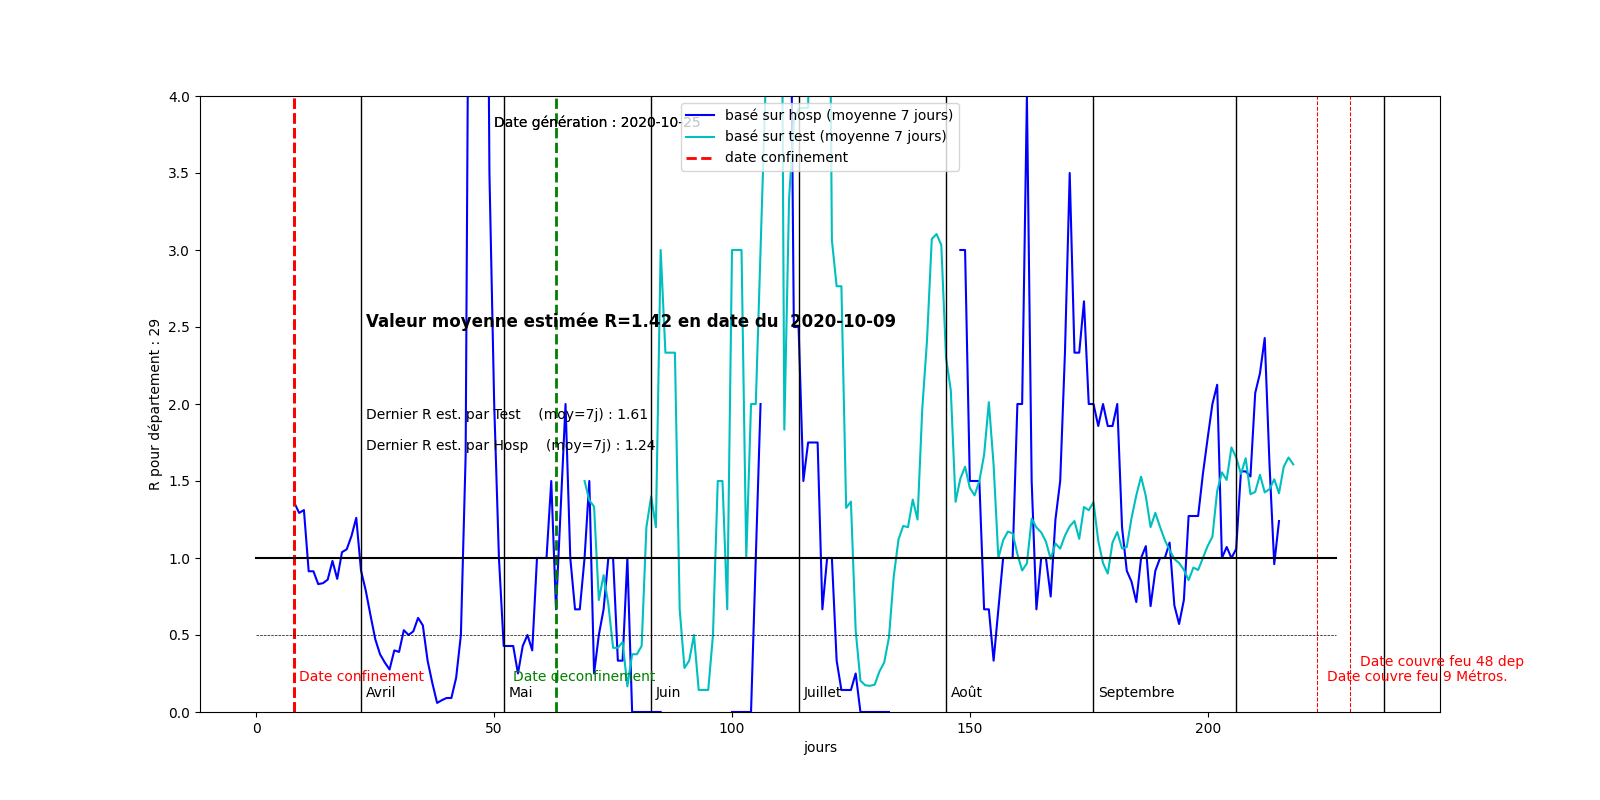 4.0
3.5
3.0
2.5
2.0
1.5
1.0
0.5
0.0
R pour département : 29
Date génération : 2020-10-25
basé sur hosp (moyenne 7 jours)
basé sur test (moyenne 7 jours)
date confinement
Valeur moyenne estimée R=1.42 en date du  2020-10-09
Dernier R est. par Test    (moy=7j) : 1.61
Dernier R est. par Hosp    (moy=7j) : 1.24
Date couvre feu 48 dep
Date confinement
Date deconfinement
Date couvre feu 9 Métros.
Avril
Mai
Juin
Juillet
Août
Septembre
0
50
100
150
200
jours